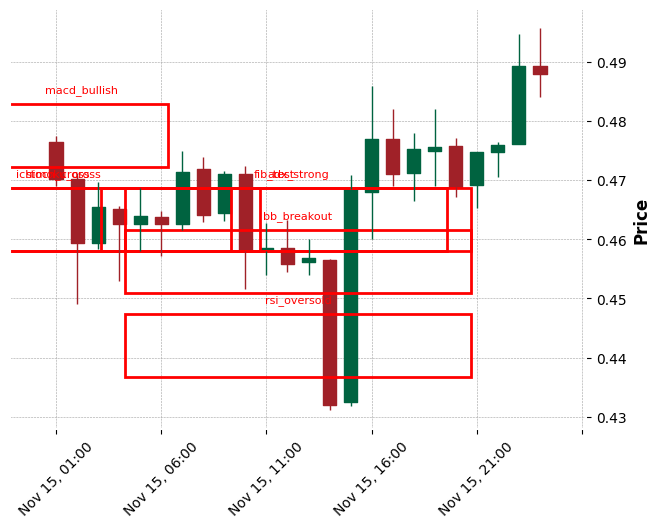 macd_bullish
0.49
0.48
0.47
bb_breakout
0.46
0.45
rsi_oversold
0.44
0.43
Price
Nov 15, 01:00
Nov 15, 06:00
Nov 15, 11:00
Nov 15, 16:00
Nov 15, 21:00